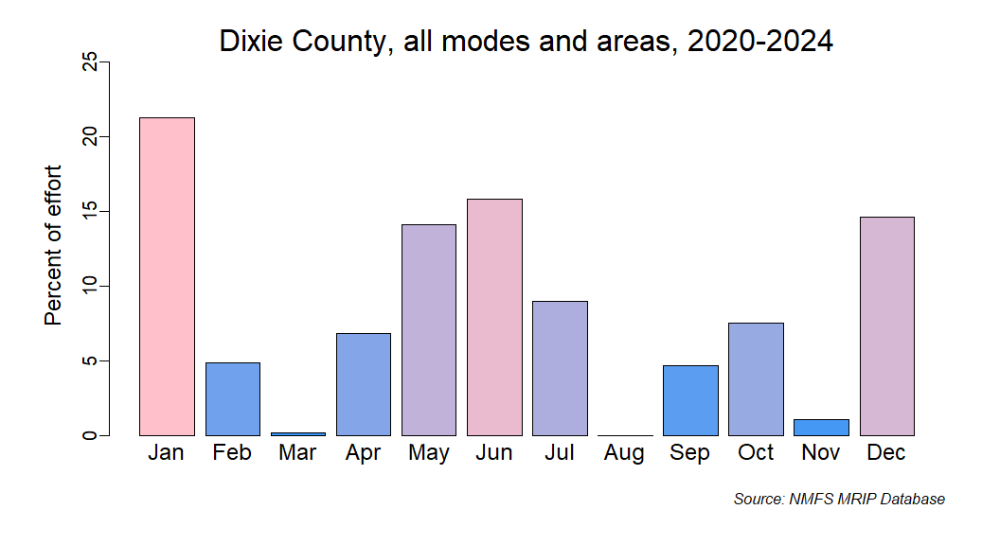 Dixie County, all modes and areas, 2020-2024
Percent of effort
25
20
15
10
5
0
Jan Feb Mar Apr May Jun Jul Aug Sep Oct Nov Dec
Source: NMFS MRIP Database